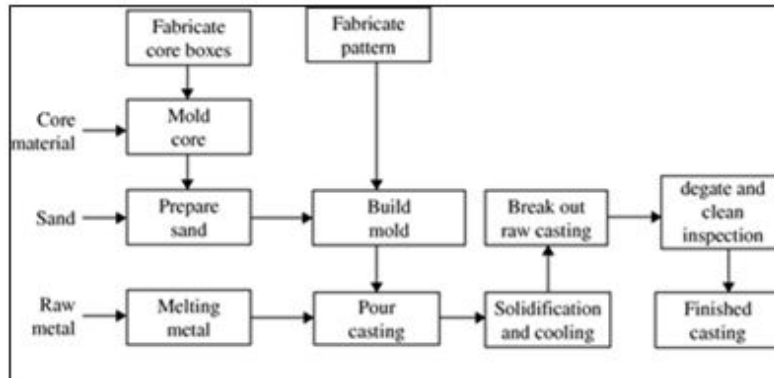 Fabricate
core boxes
Fabricate
pattern
Core
material
Mold
core
Sand
Prepare
sand
Build
mold
Break out
raw casting
degate and
clean
inspection
Raw
metal
Melting
metal
Pour
casting
Solidification
and cooling
Finished
casting